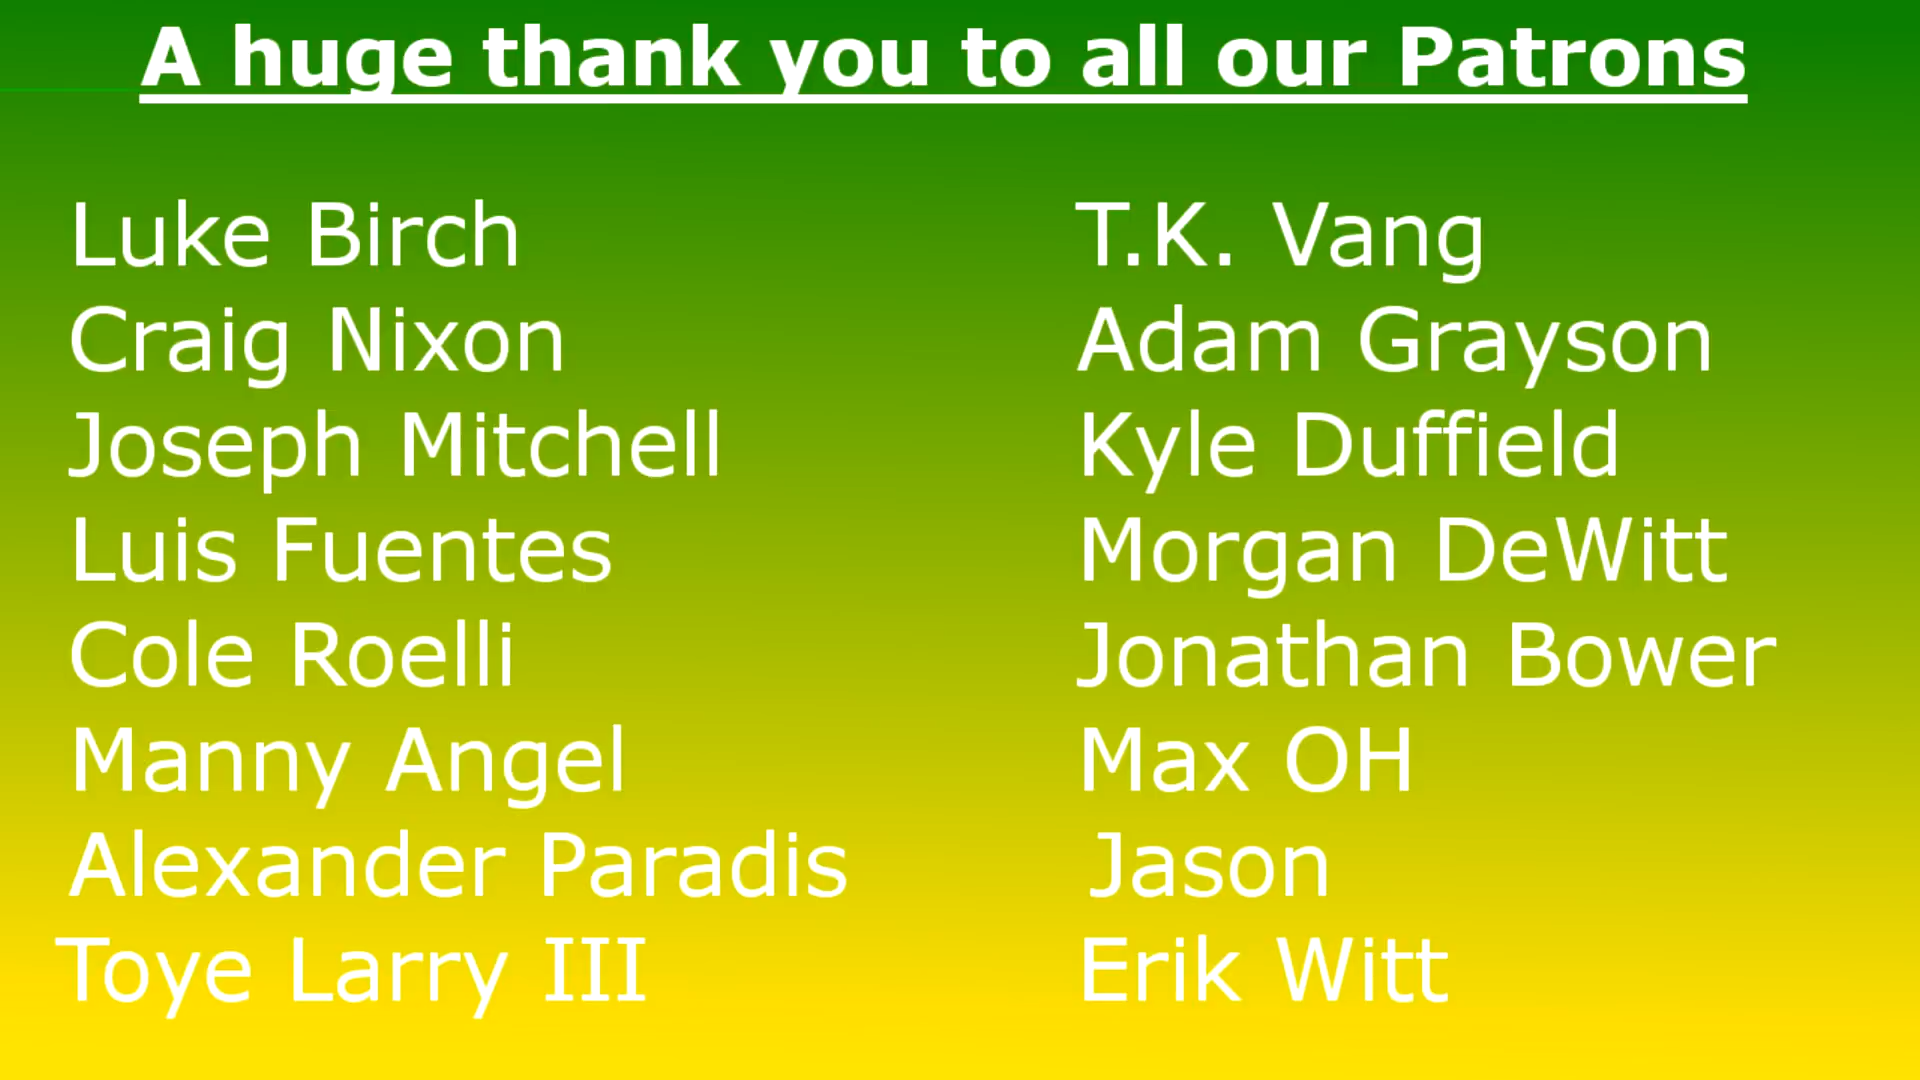 A huge thank you to all our Patrons
Luke Birch
Craig Nixon
Joseph Mitchell
Luis Fuentes
Cole Roelli
Manny Angel
Alexander Paradis
Toye Larry III
T.K. Vang
Adam Grayson
Kyle Duffield
Morgan DeWitt
Jonathan Bower
Max OH
Jason
Erik Witt